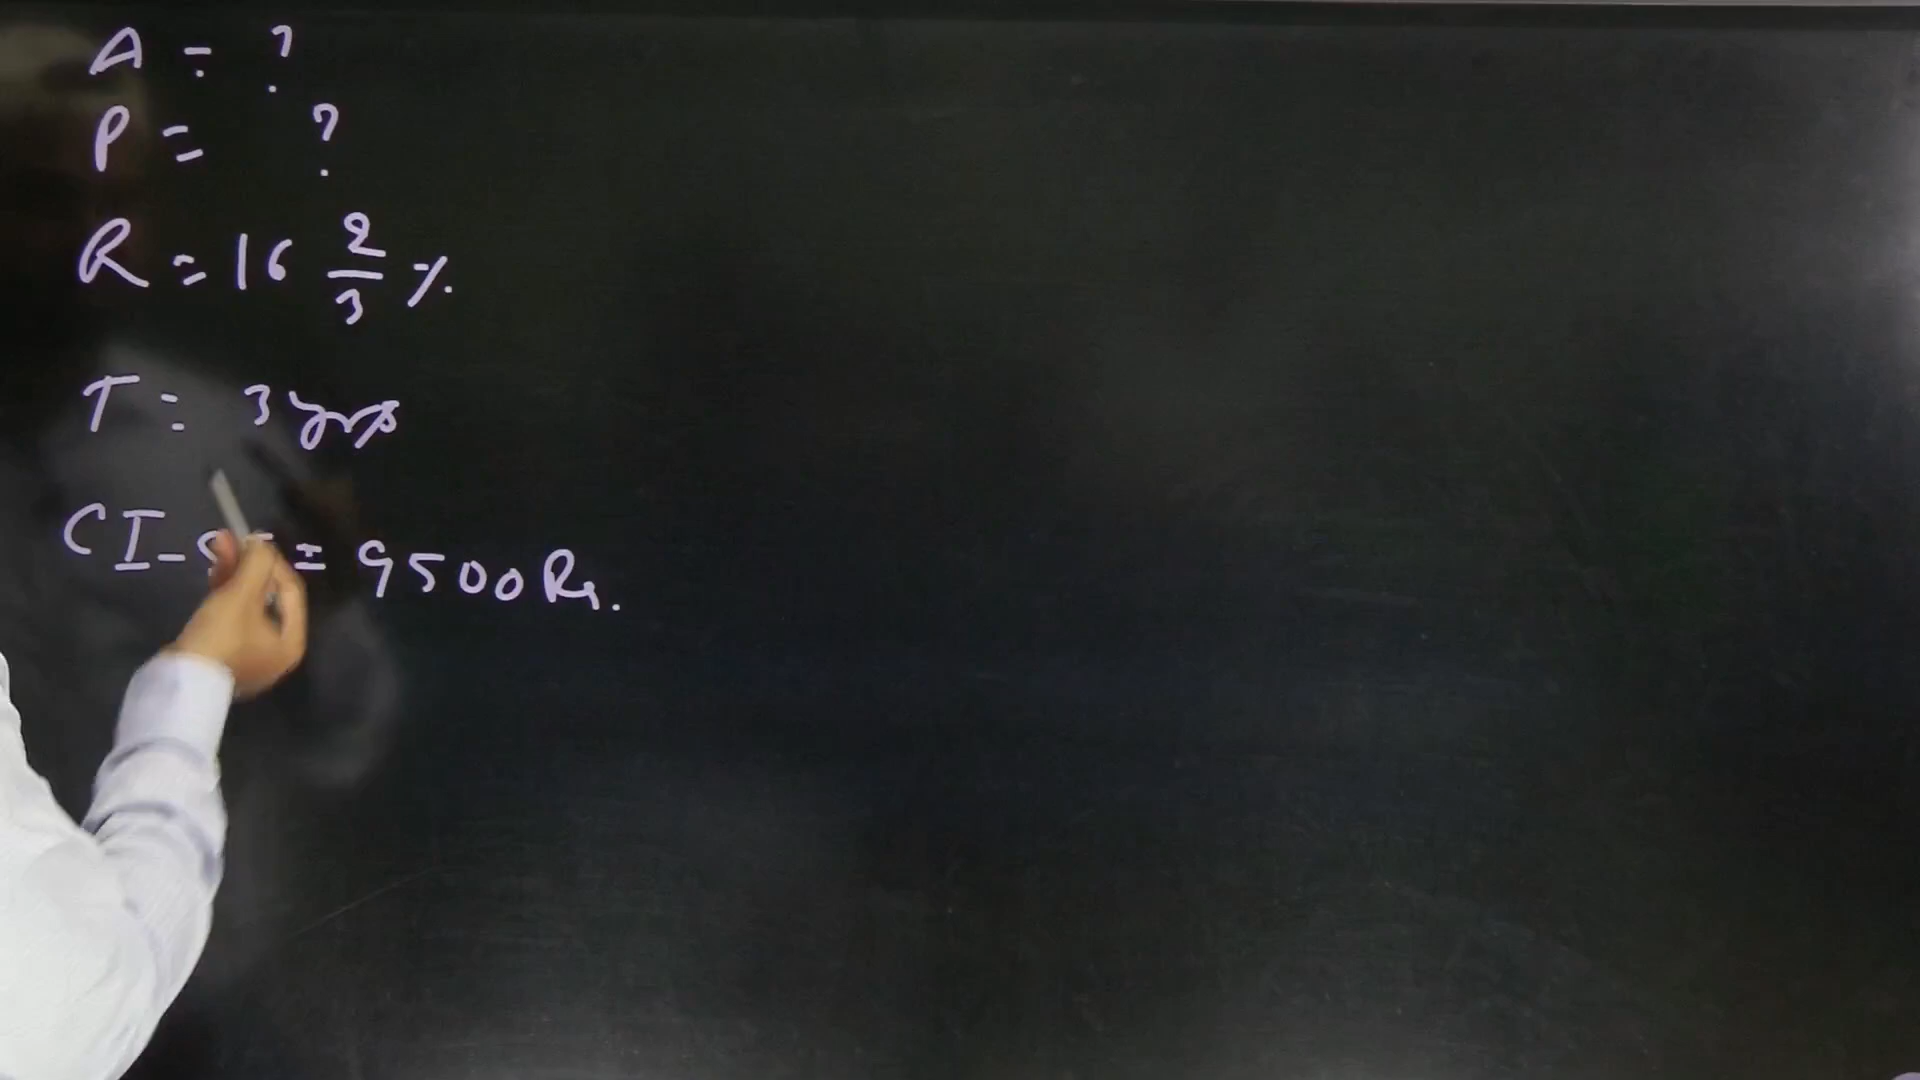 A = ?
P = ?
R = 16 2/3 %
T = 3 yrs
CI - = 9500 Rs.